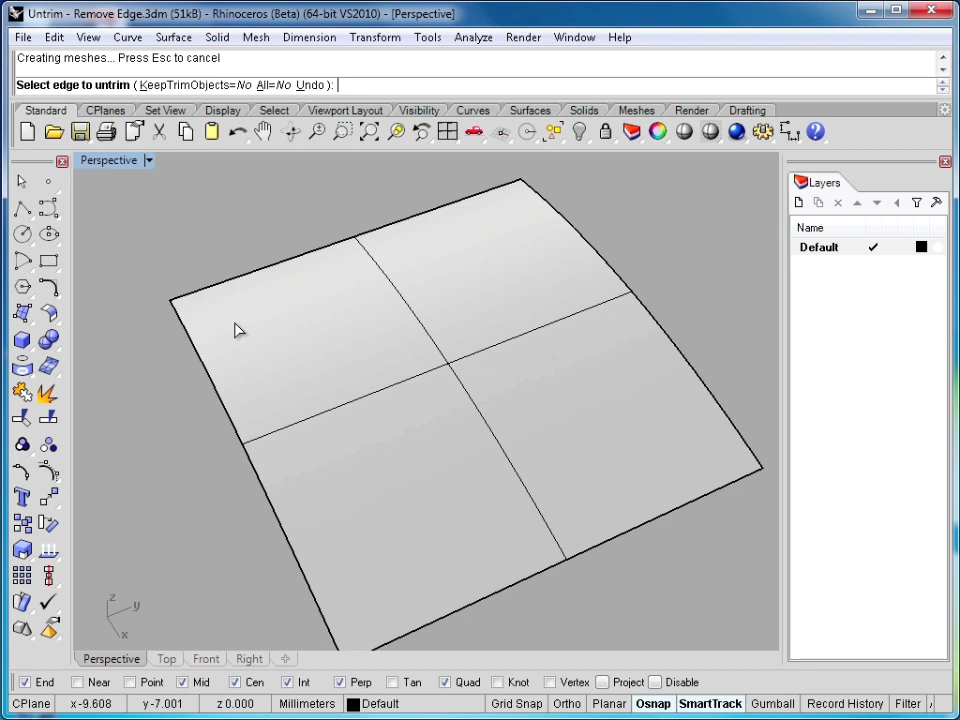 Untrim - Remove Edge.3dm (51kB) - Rhinoceros (Beta) (64-bit VS2010) - [Perspective]
File Edit View Curve Surface Solid Mesh Dimension Transform Tools Analyze Render Window Help
Creating meshes... Press Esc to cancel
Select edge to untrim ( KeepTrimObjects=No All=No Undo ):
Standard CPlanes Set View Display Select Viewport Layout Visibility Curves Surfaces Solids Meshes Render Drafting
Perspective
Layers
Name
Default
z
y
x
Perspective Top Front Right
End Near Point Mid Cen Int Perp Tan Quad Knot Vertex Project Disable
CPlane x -9.608 y -7.001 z 0.000 Millimeters Default Grid Snap Ortho Planar Osnap SmartTrack Gumball Record History Filter